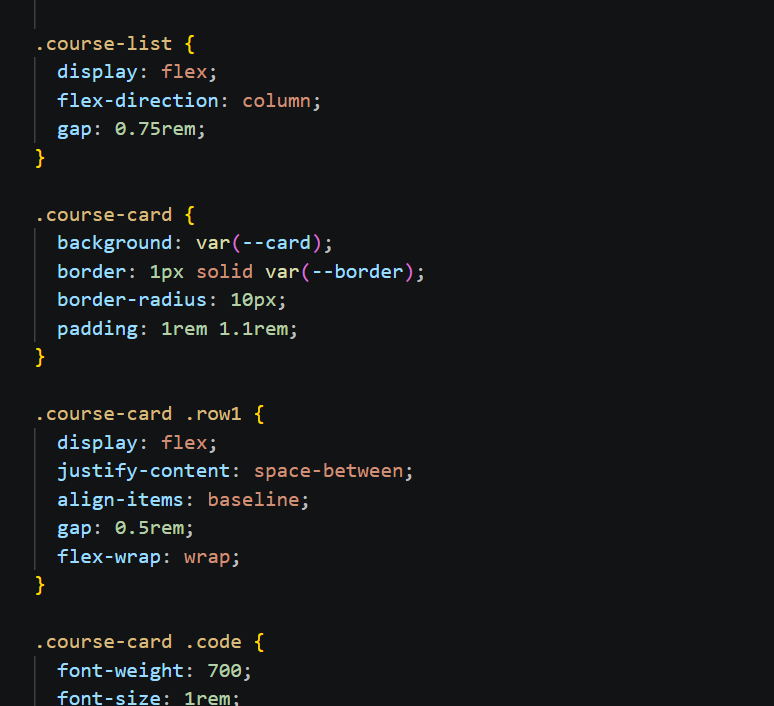 .course-list {
  display: flex;
  flex-direction: column;
  gap: 0.75rem;
}

.course-card {
  background: var(--card);
  border: 1px solid var(--border);
  border-radius: 10px;
  padding: 1rem 1.1rem;
}

.course-card .row1 {
  display: flex;
  justify-content: space-between;
  align-items: baseline;
  gap: 0.5rem;
  flex-wrap: wrap;
}

.course-card .code {
  font-weight: 700;
  font-size: 1rem;